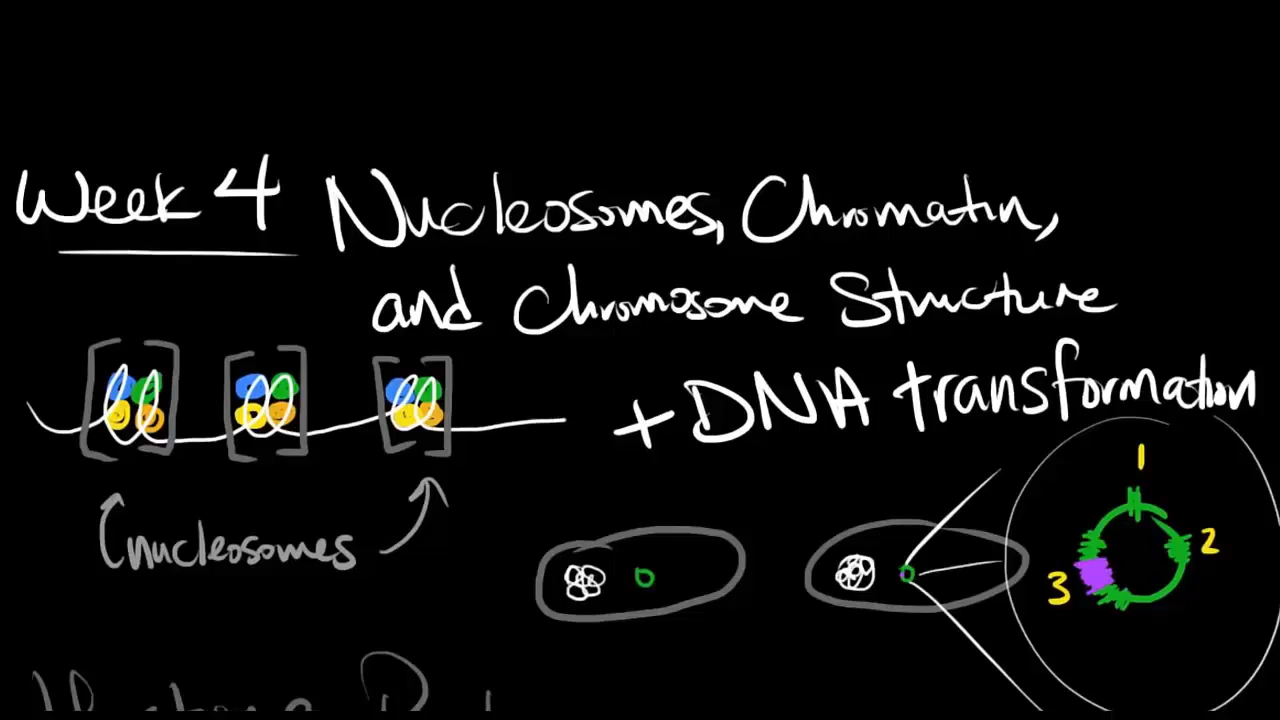 Week 4 Nucleosomes, Chromatin,
and Chromosome Structure
+ DNA transformation
nucleosomes
1
2
3